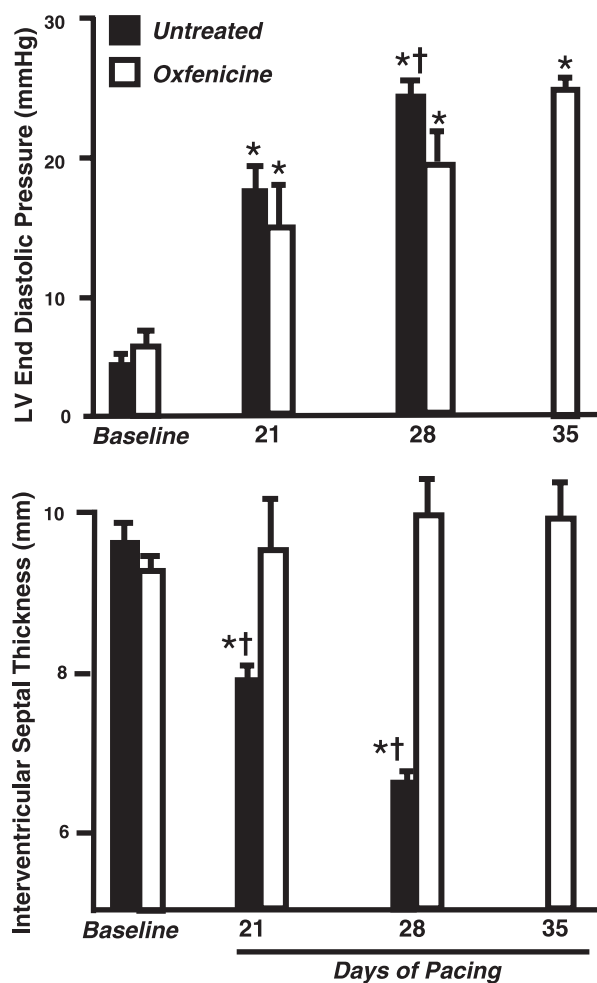 LV End Diastolic Pressure (mmHg)
30
20
10
0
Untreated
Oxfenicine
*
*
*†
*
*
Baseline
21
28
35
Interventricular Septal Thickness (mm)
10
8
6
*†
*†
Baseline
21
28
35
Days of Pacing